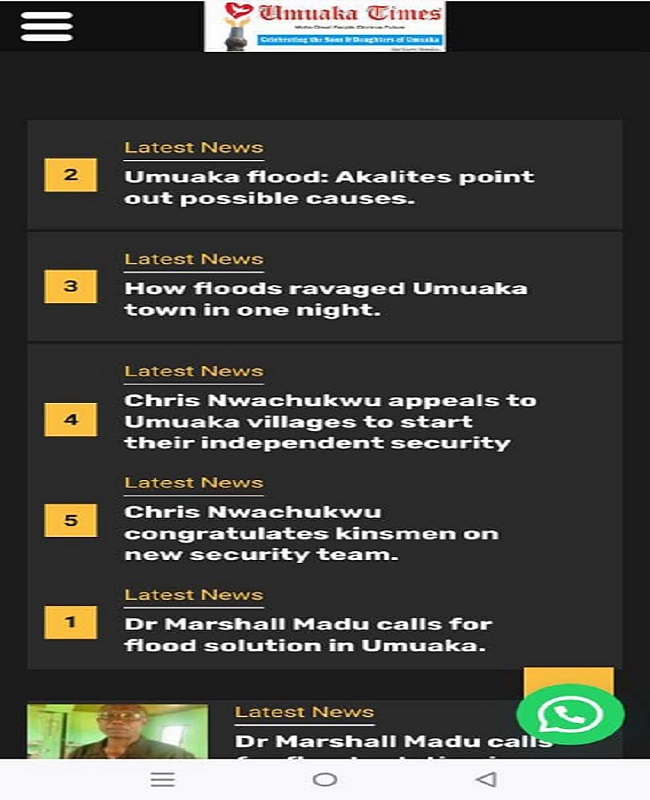 Umuaka Times
Celebrating the Sons & Daughters of Umuaka
Latest News
2
Umuaka flood: Akalites point
out possible causes.
Latest News
3
How floods ravaged Umuaka
town in one night.
Latest News
4
Chris Nwachukwu appeals to
Umuaka villages to start
their independent security
Latest News
5
Chris Nwachukwu
congratulates kinsmen on
new security team.
Latest News
1
Dr Marshall Madu calls for
flood solution in Umuaka.
Latest News
Dr Marshall Madu calls